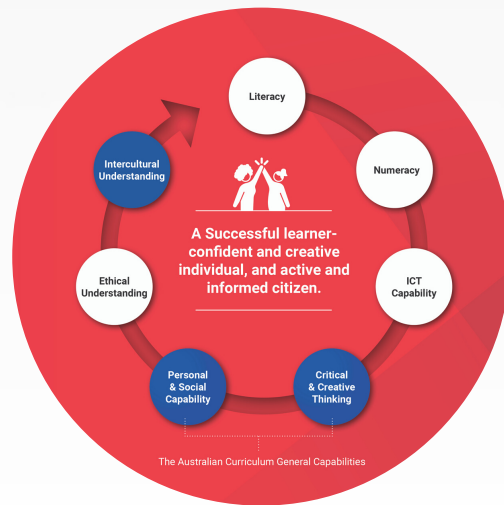 Literacy
Numeracy
ICT
Capability
Critical
& Creative
Thinking
Personal
& Social
Capability
Ethical
Understanding
Intercultural
Understanding
A Successful learner-
confident and creative
individual, and active and
informed citizen.
The Australian Curriculum General Capabilities